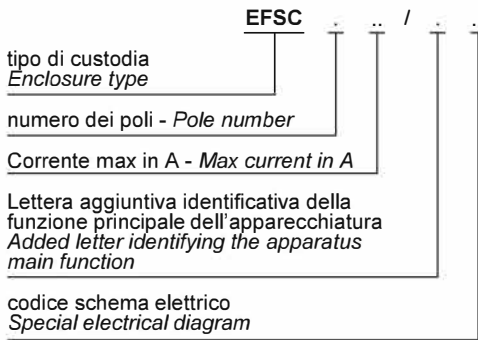 EFSC . .. / . .
tipo di custodia
Enclosure type
numero dei poli - Pole number
Corrente max in A - Max current in A
Lettera aggiuntiva identificativa della
funzione principale dell'apparecchiatura
Added letter identifying the apparatus
main function
codice schema elettrico
Special electrical diagram